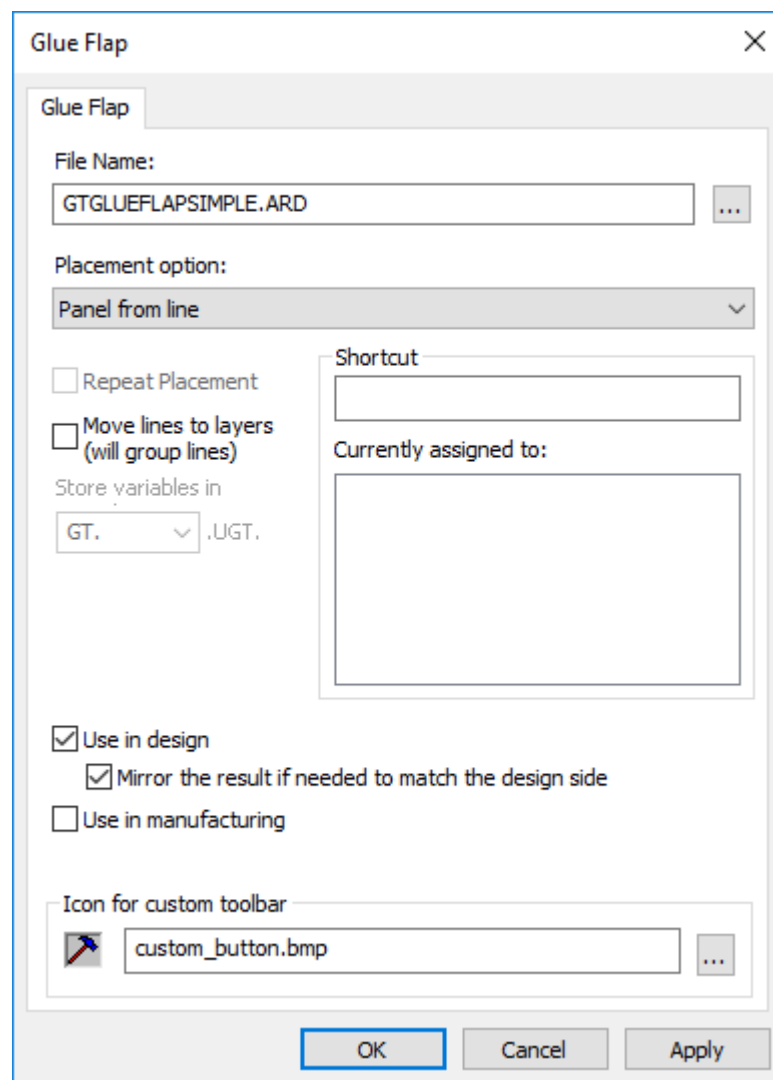 Glue Flap
Glue Flap
File Name:
GTGLUEFLAPSIMPLE.ARD
...
Placement option:
Panel from line
Repeat Placement
Move lines to layers
(will group lines)
Store variables in
GT.
.UGT.
Shortcut
Currently assigned to:
Use in design
Mirror the result if needed to match the design side
Use in manufacturing
Icon for custom toolbar
custom_button.bmp
...
OK
Cancel
Apply